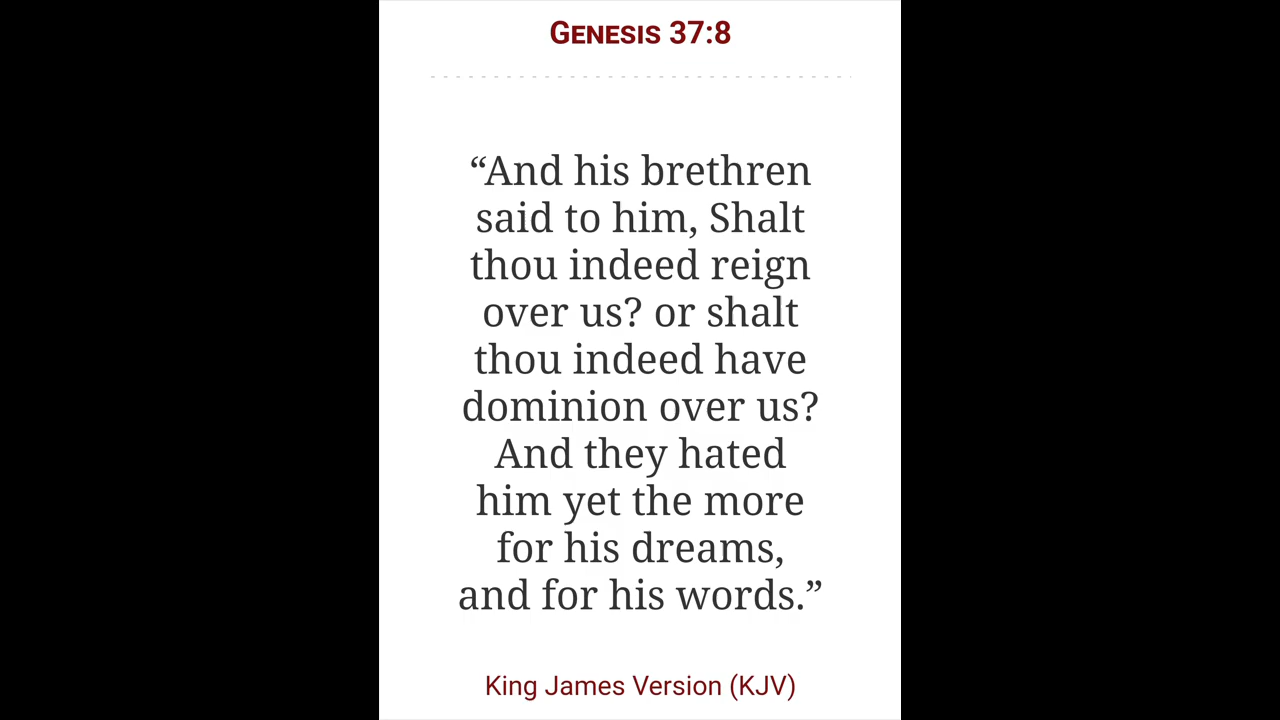 GENESIS 37:8
“And his brethren
said to him, Shalt
thou indeed reign
over us? or shalt
thou indeed have
dominion over us?
And they hated
him yet the more
for his dreams,
and for his words.”
King James Version (KJV)